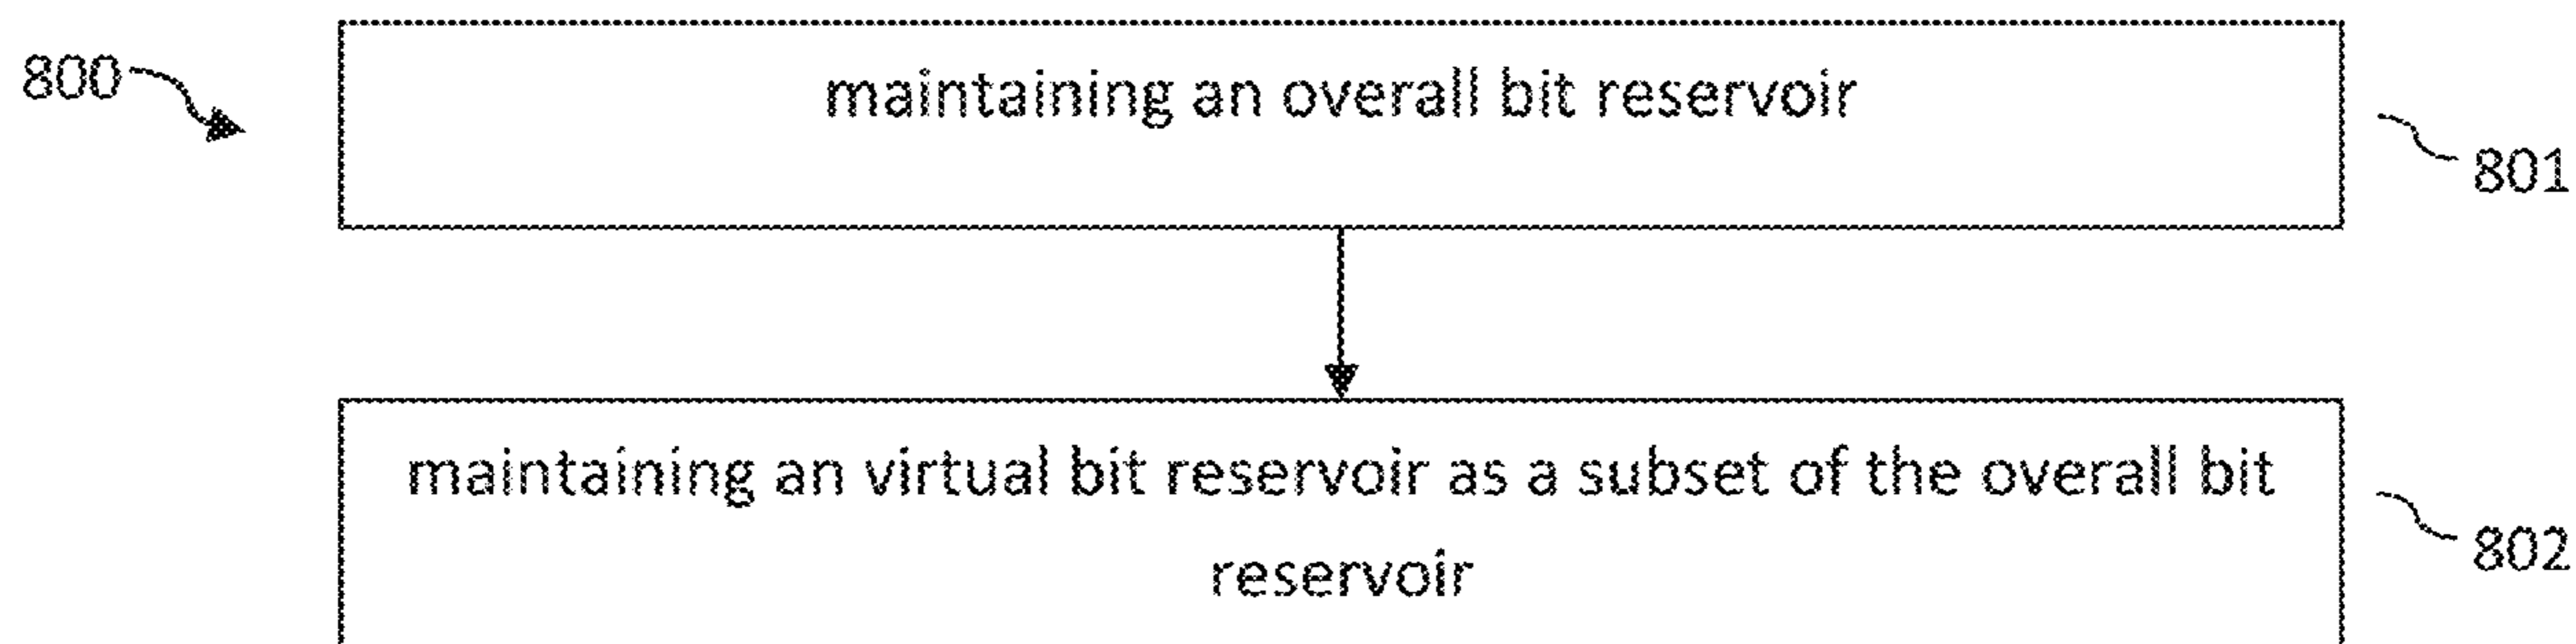 800
maintaining an overall bit reservoir
801
maintaining an virtual bit reservoir as a subset of the overall bit
reservoir
802